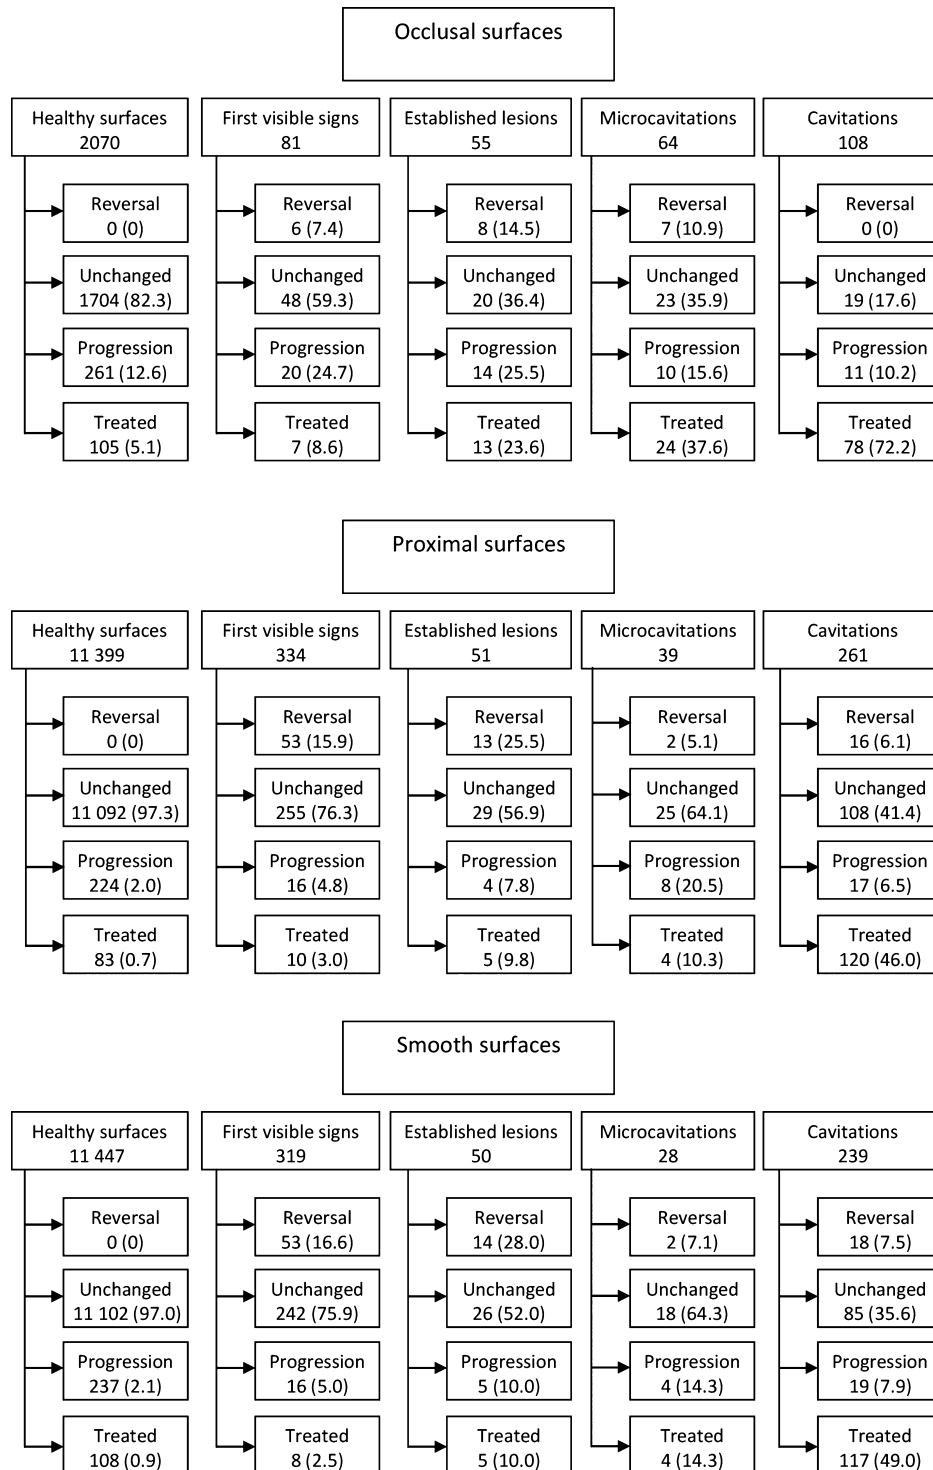 Occlusal surfaces
Healthy surfaces
2070
First visible signs
81
Established lesions
55
Microcavitations
64
Cavitations
108
Reversal
0 (0)
Reversal
6 (7.4)
Reversal
8 (14.5)
Reversal
7 (10.9)
Reversal
0 (0)
Unchanged
1704 (82.3)
Unchanged
48 (59.3)
Unchanged
20 (36.4)
Unchanged
23 (35.9)
Unchanged
19 (17.6)
Progression
261 (12.6)
Progression
20 (24.7)
Progression
14 (25.5)
Progression
10 (15.6)
Progression
11 (10.2)
Treated
105 (5.1)
Treated
7 (8.6)
Treated
13 (23.6)
Treated
24 (37.6)
Treated
78 (72.2)
Proximal surfaces
Healthy surfaces
11 399
First visible signs
334
Established lesions
51
Microcavitations
39
Cavitations
261
Reversal
0 (0)
Reversal
53 (15.9)
Reversal
13 (25.5)
Reversal
2 (5.1)
Reversal
16 (6.1)
Unchanged
11 092 (97.3)
Unchanged
255 (76.3)
Unchanged
29 (56.9)
Unchanged
25 (64.1)
Unchanged
108 (41.4)
Progression
224 (2.0)
Progression
16 (4.8)
Progression
4 (7.8)
Progression
8 (20.5)
Progression
17 (6.5)
Treated
83 (0.7)
Treated
10 (3.0)
Treated
5 (9.8)
Treated
4 (10.3)
Treated
120 (46.0)
Smooth surfaces
Healthy surfaces
11 447
First visible signs
319
Established lesions
50
Microcavitations
28
Cavitations
239
Reversal
0 (0)
Reversal
53 (16.6)
Reversal
14 (28.0)
Reversal
2 (7.1)
Reversal
18 (7.5)
Unchanged
11 102 (97.0)
Unchanged
242 (75.9)
Unchanged
26 (52.0)
Unchanged
18 (64.3)
Unchanged
85 (35.6)
Progression
237 (2.1)
Progression
16 (5.0)
Progression
5 (10.0)
Progression
4 (14.3)
Progression
19 (7.9)
Treated
108 (0.9)
Treated
8 (2.5)
Treated
5 (10.0)
Treated
4 (14.3)
Treated
117 (49.0)